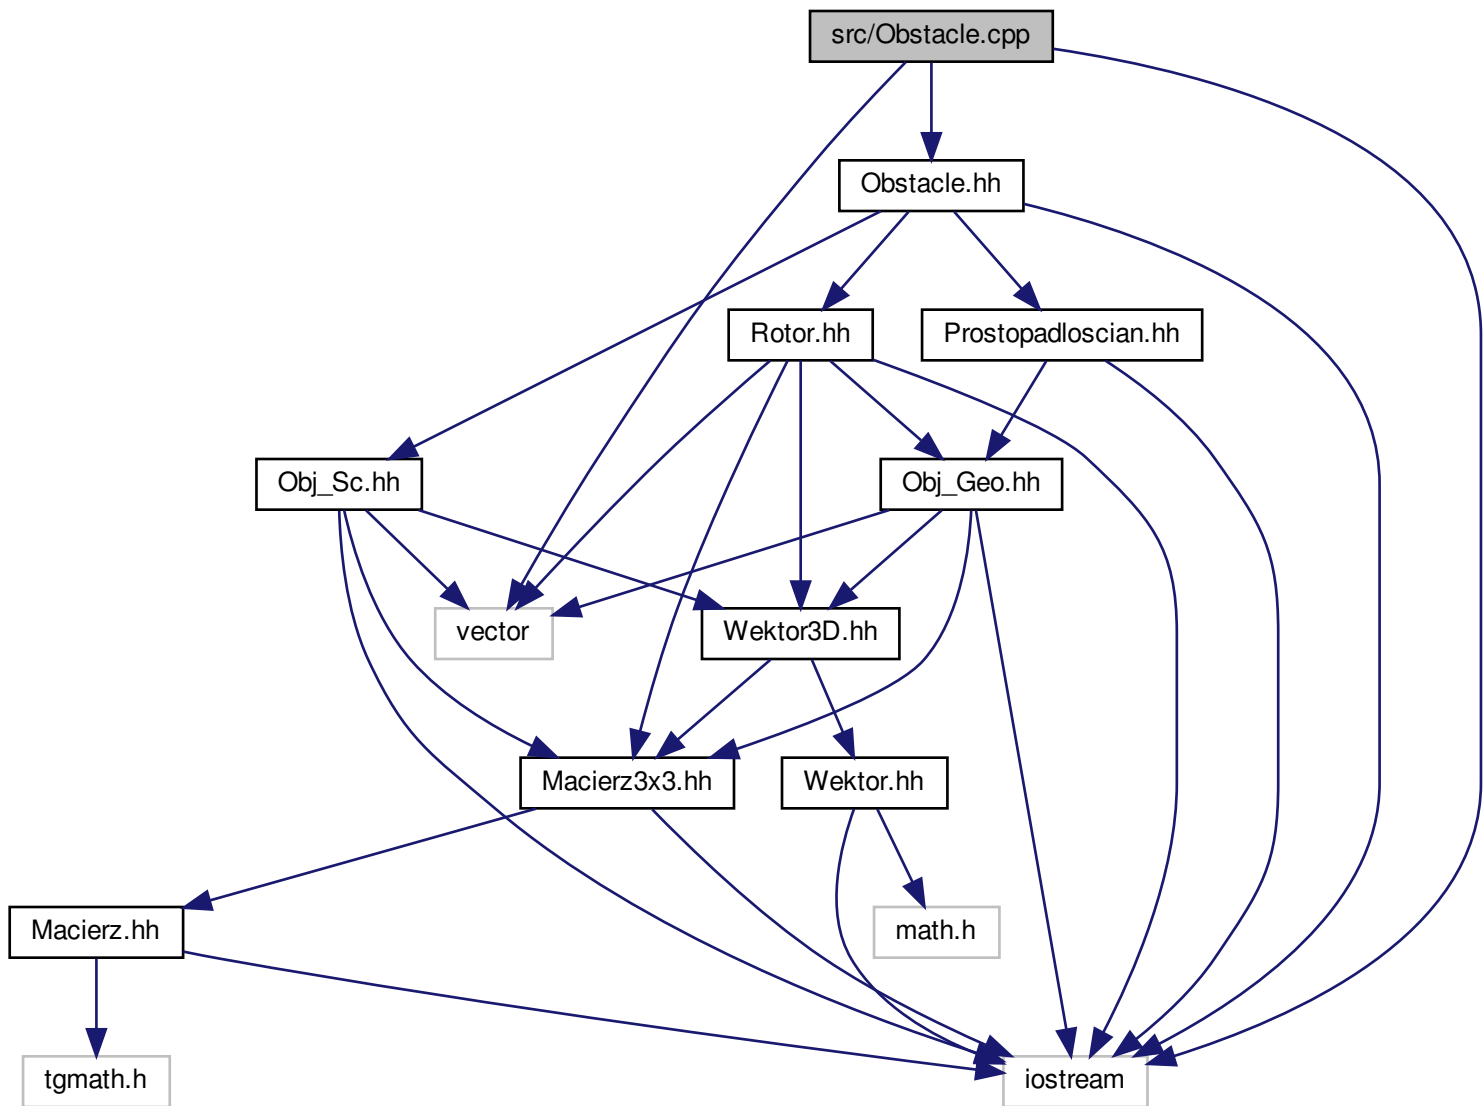 src/Obstacle.cpp
Obstacle.hh
Rotor.hh
Prostopadloscian.hh
Obj_Sc.hh
Obj_Geo.hh
vector
Wektor3D.hh
Macierz3x3.hh
Wektor.hh
Macierz.hh
math.h
tgmath.h
iostream